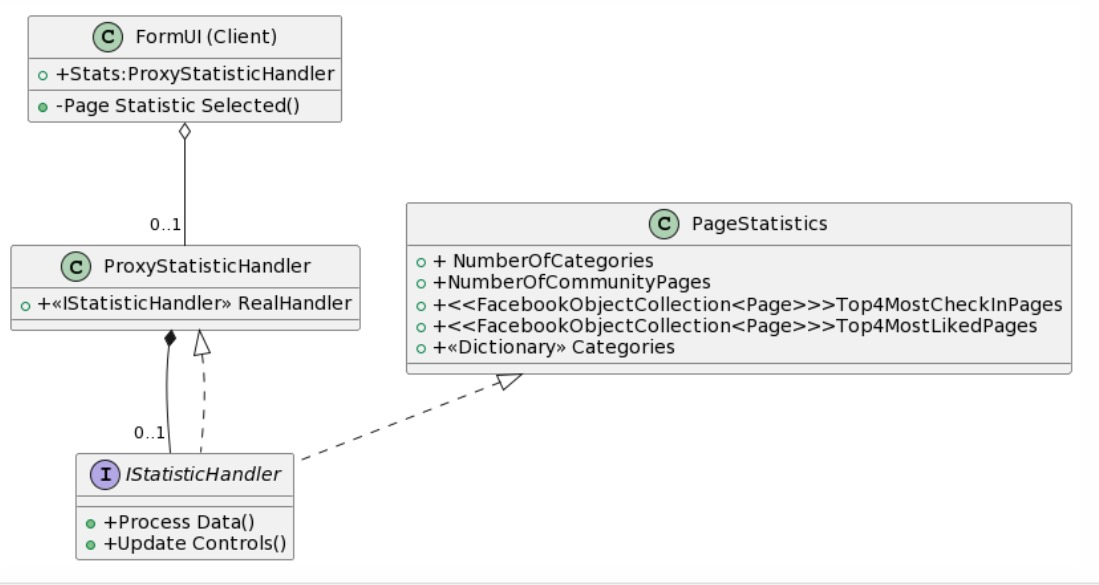 C FormUI (Client)
+Stats:ProxyStatisticHandler
-Page Statistic Selected()
0..1
C PageStatistics
+ NumberOfCategories
+NumberOfCommunityPages
+<<FacebookObjectCollection<Page>>>Top4MostCheckInPages
+<<FacebookObjectCollection<Page>>>Top4MostLikedPages
+«Dictionary» Categories
C ProxyStatisticHandler
+«IStatisticHandler» RealHandler
0..1
I IStatisticHandler
+Process Data()
+Update Controls()